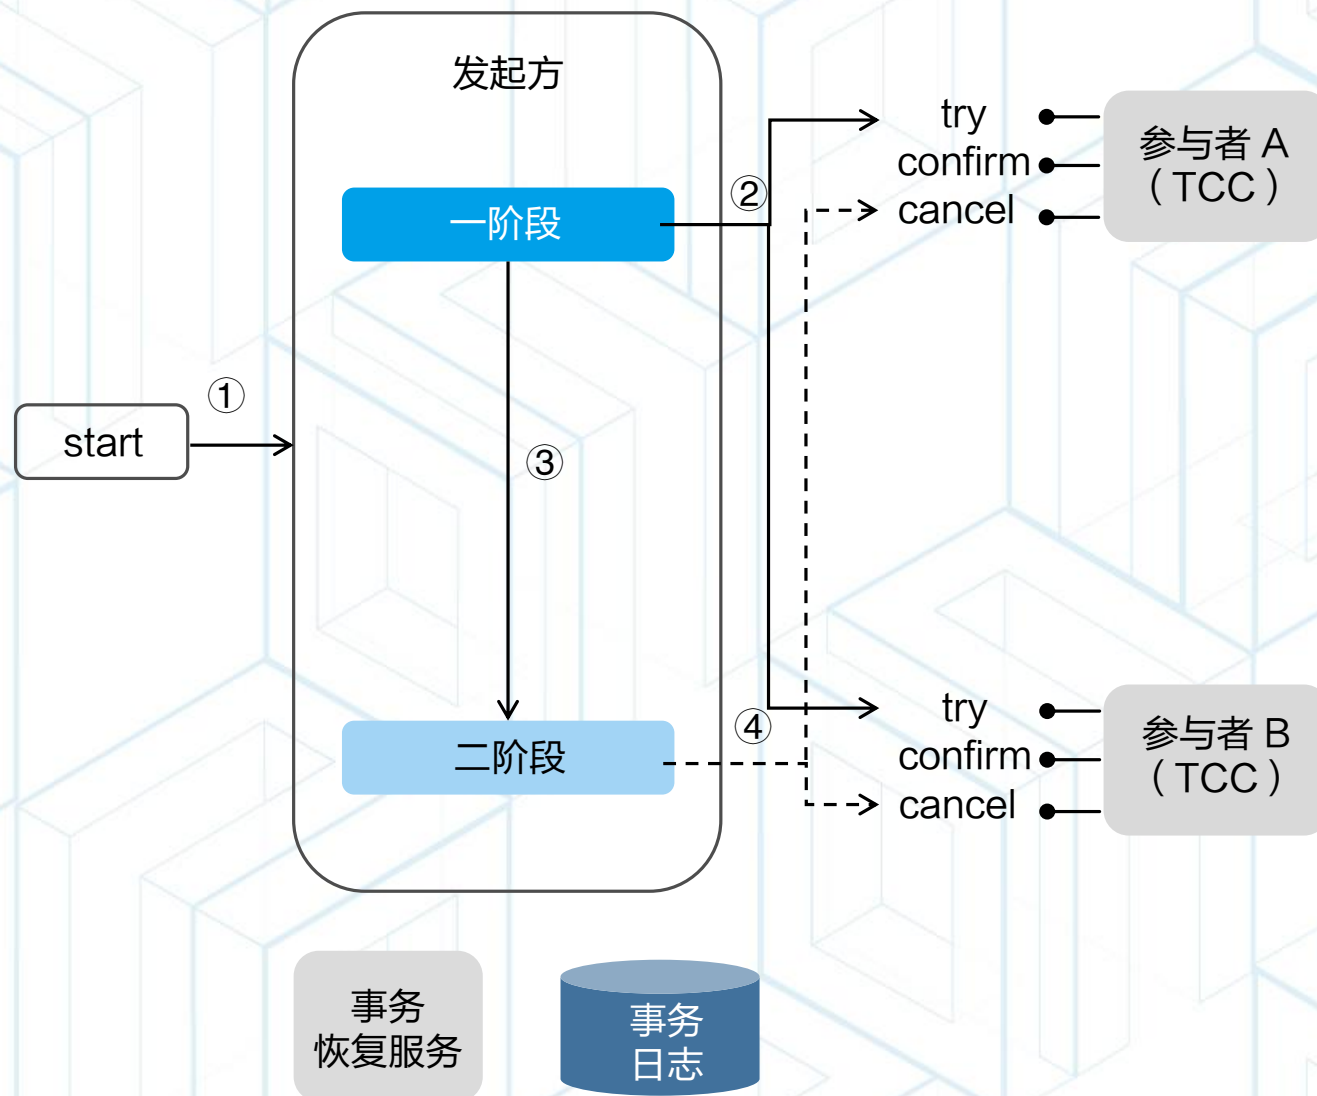 发起方
try
confirm
cancel
参与者 A
（TCC）
②
一阶段
①
start
③
try
confirm
cancel
参与者 B
（TCC）
④
二阶段
事务
恢复服务
事务
日志